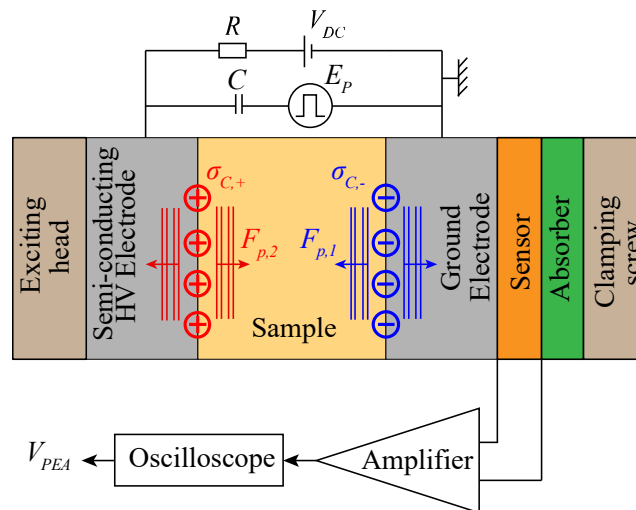 R
V_DC
C
E_P
Exciting
head
Semi-conducting
HV Electrode
σ_C,+
F_p,2
Sample
σ_C,-
F_p,1
Ground
Electrode
Sensor
Absorber
Clamping
screw
V_PEA
Oscilloscope
Amplifier